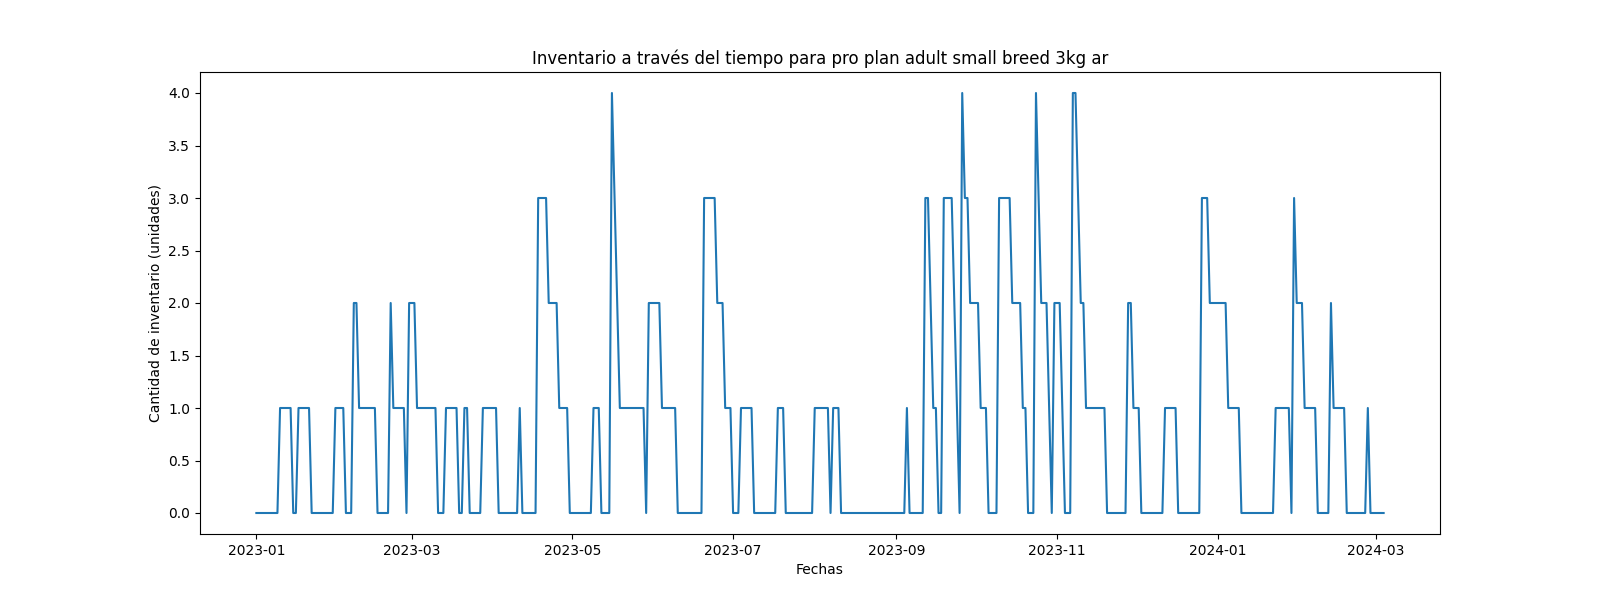 Inventario a través del tiempo para pro plan adult small breed 3kg ar
Cantidad de inventario (unidades)
4.0
3.5
3.0
2.5
2.0
1.5
1.0
0.5
0.0
2023-01 2023-03 2023-05 2023-07 2023-09 2023-11 2024-01 2024-03
Fechas